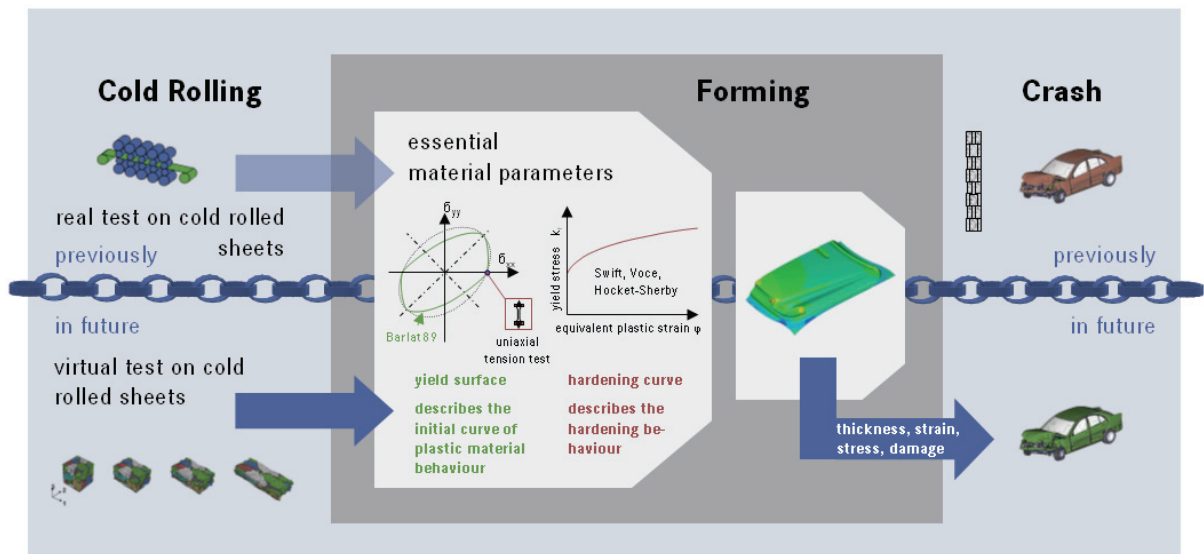 Cold Rolling
Forming
Crash
essential
material parameters
real test on cold rolled
sheets
previously
in future
virtual test on cold
rolled sheets
σyy
σxx
Barlat 89
uniaxial
tension test
yield stress k
Swift, Voce,
Hocket-Sherby
equivalent plastic strain φ
yield surface
describes the
initial curve of
plastic material
behaviour
hardening curve
describes the
hardening be-
haviour
thickness, strain,
stress, damage
previously
in future